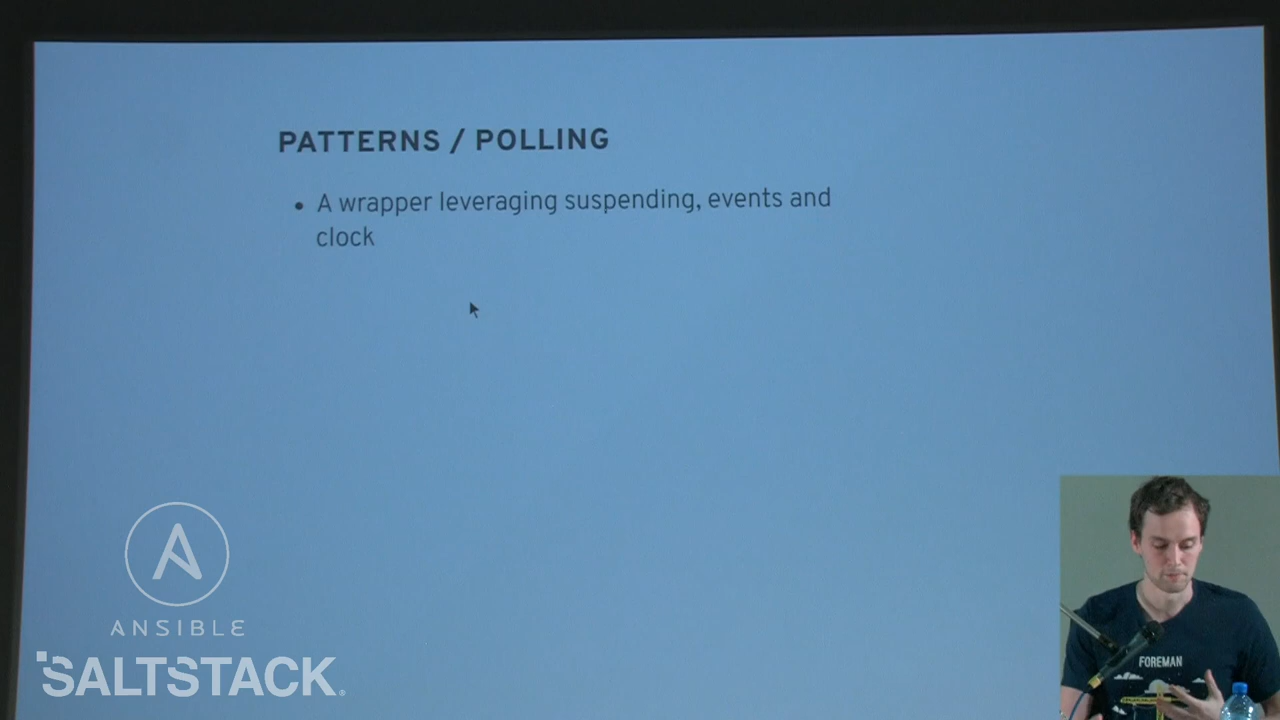 PATTERNS / POLLING
• A wrapper leveraging suspending, events and
clock
ANSIBLE
SALTSTACK
FOREMAN